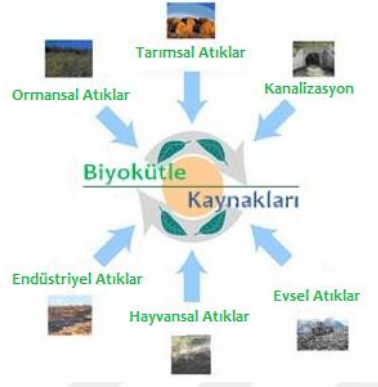 Tarımsal Atıklar
Ormansal Atıklar
Kanalizasyon
Biyokütle
Kaynakları
Endüstriyel Atıklar
Evsel Atıklar
Hayvansal Atıklar